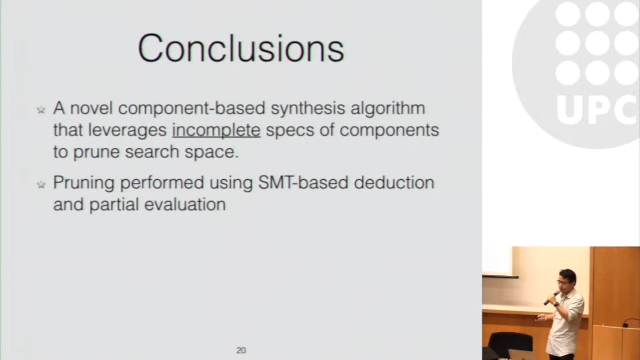 Conclusions
☆ A novel component-based synthesis algorithm
that leverages incomplete specs of components
to prune search space.
☆ Pruning performed using SMT-based deduction
and partial evaluation
20
UPC